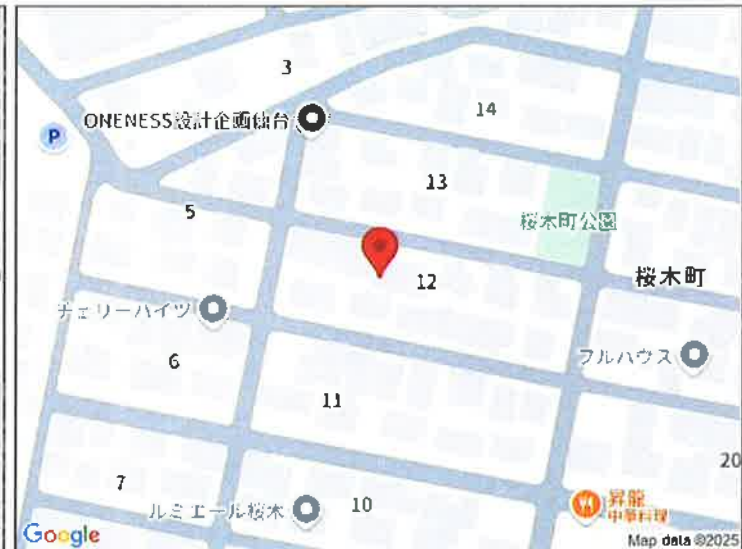 3
ONENESS設計企画仙台
14
P
13
5
桜木町公園
12
桜木町
チェリーハイツ
フルハウス
6
11
20
7
昇龍
中華料理
ルミエール桜木
10
Google
Map data ©2025